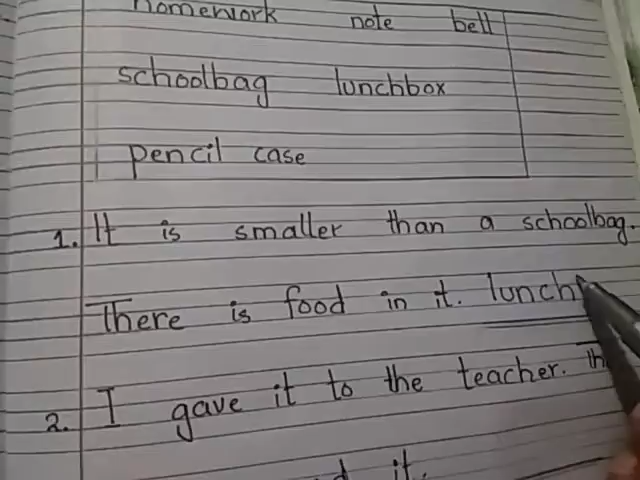 homework note bell
schoolbag lunchbox
pencil case
1. It is smaller than a schoolbag.
There is food in it. lunch
2. I gave it to the teacher.
it.